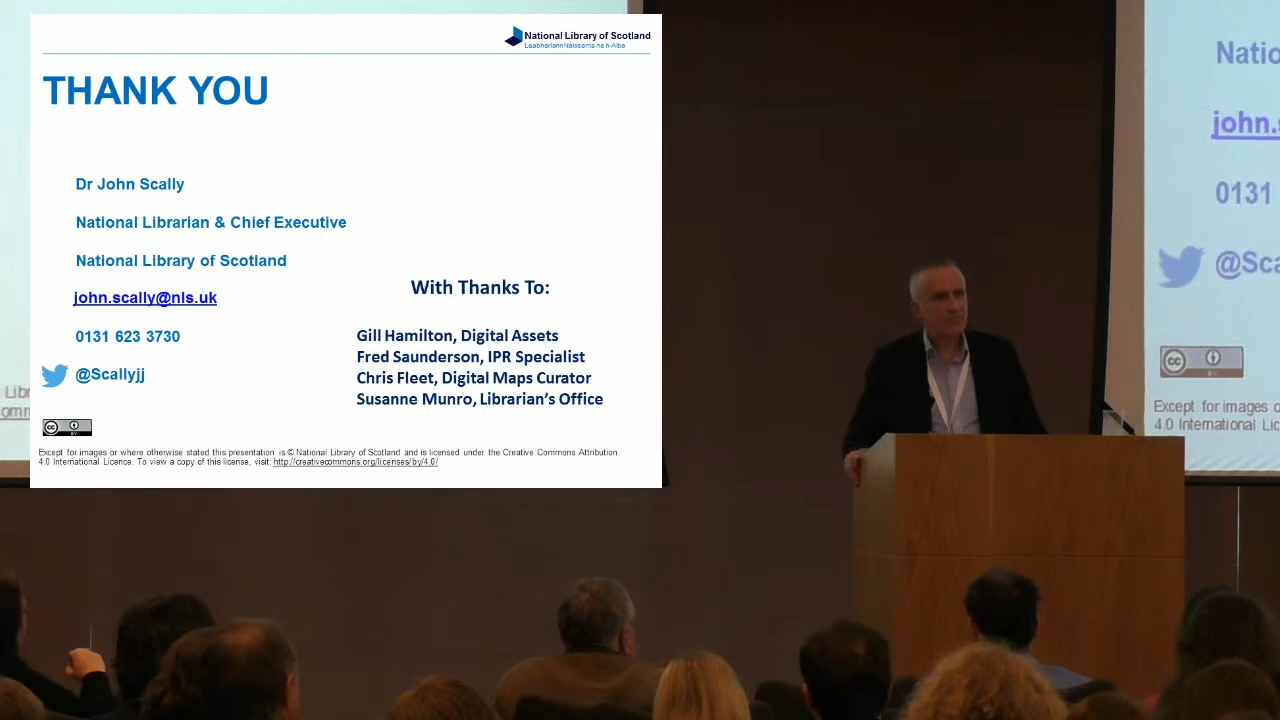 National Library of Scotland
Leabharlann Nàiseanta na h-Alba
THANK YOU
Dr John Scally
National Librarian & Chief Executive
National Library of Scotland
john.scally@nls.uk
0131 623 3730
@Scallyjj
With Thanks To:
Gill Hamilton, Digital Assets
Fred Saunderson, IPR Specialist
Chris Fleet, Digital Maps Curator
Susanne Munro, Librarian's Office
cc
BY
Except for images or where otherwise stated this presentation is © National Library of Scotland and is licensed under the Creative Commons Attribution
4.0 International Licence. To view a copy of this license, visit: http://creativecommons.org/licenses/by/4.0/
Natio
john.s
0131
@Sca
cc
Except for images o
4.0 International Lic